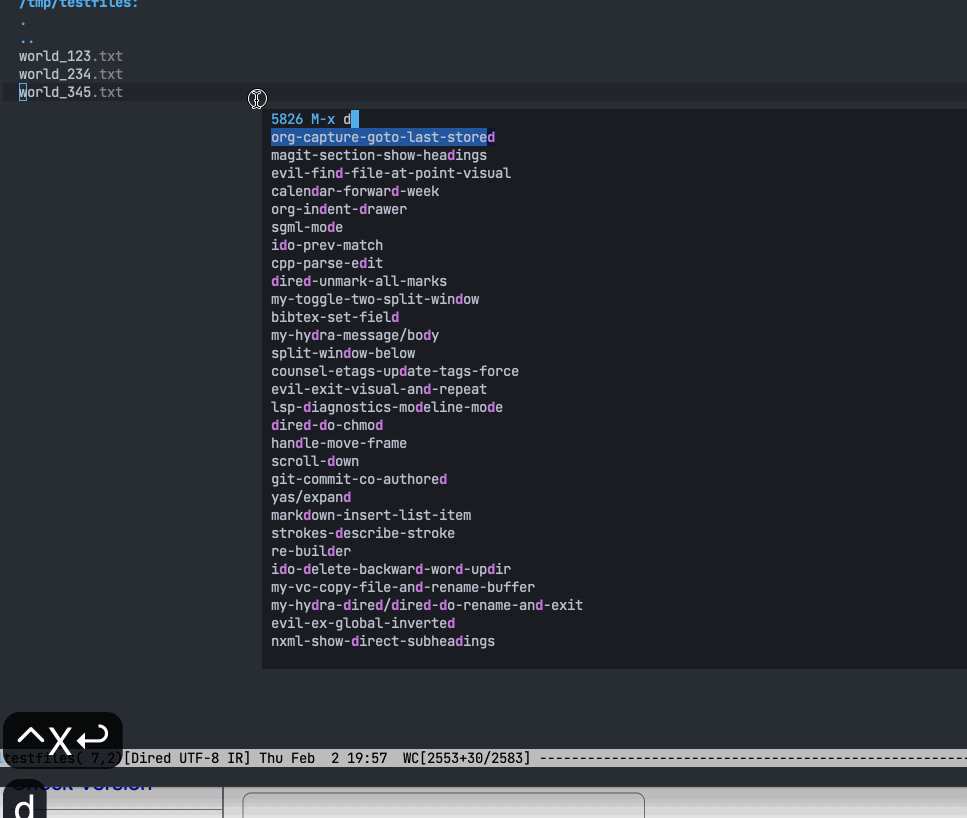 /tmp/testfiles:
.
..
world_123.txt
world_234.txt
world_345.txt
5826 M-x d
org-capture-goto-last-stored
magit-section-show-headings
evil-find-file-at-point-visual
calendar-forward-week
org-indent-drawer
sgml-mode
ido-prev-match
cpp-parse-edit
dired-unmark-all-marks
my-toggle-two-split-window
bibtex-set-field
my-hydra-message/body
split-window-below
counsel-etags-update-tags-force
evil-exit-visual-and-repeat
lsp-diagnostics-modeline-mode
dired-do-chmod
handle-move-frame
scroll-down
git-commit-co-authored
yas/expand
markdown-insert-list-item
strokes-describe-stroke
re-builder
ido-delete-backward-word-updir
my-vc-copy-file-and-rename-buffer
my-hydra-dired/dired-do-rename-and-exit
evil-ex-global-inverted
nxml-show-direct-subheadings
^X↩
testfiles( 7,2)[Dired UTF-8 IR] Thu Feb  2 19:57  WC[2553+30/2583] ------------------------------------------------------
Check version
d